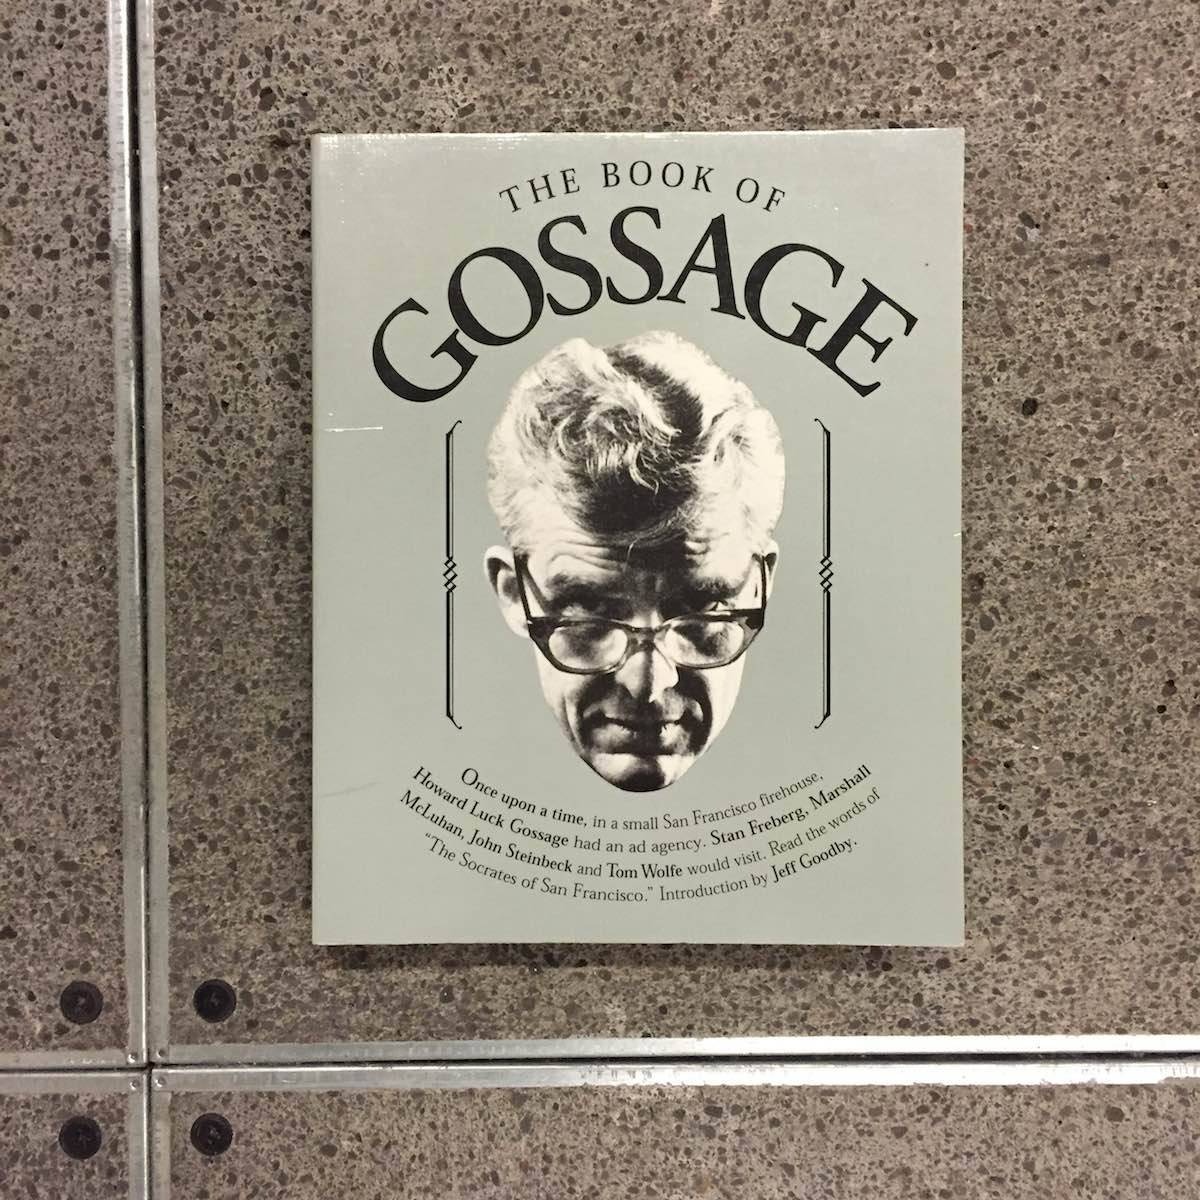 THE BOOK OF
GOSSAGE
Once upon a time, in a small San Francisco firehouse,
Howard Luck Gossage had an ad agency. Stan Freberg, Marshall
McLuhan, John Steinbeck and Tom Wolfe would visit. Read the words of
“The Socrates of San Francisco.” Introduction by Jeff Goodby.